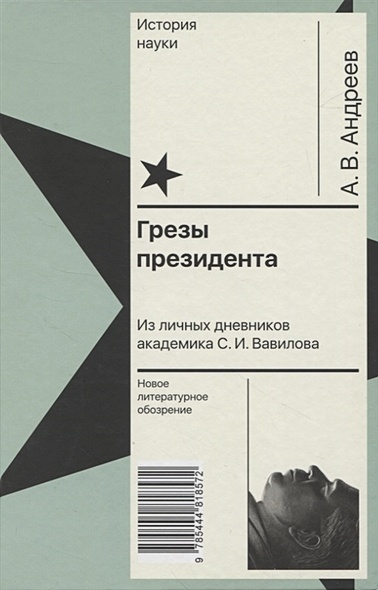 История
науки
А. В. Андреев
Грезы
президента
Из личных дневников
академика С. И. Вавилова
Новое
литературное
обозрение
9 785444 818572